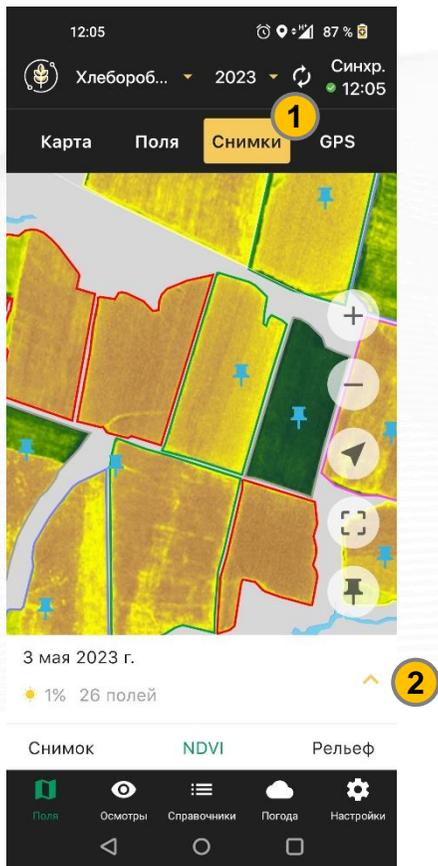 12:05 87 %
Хлебороб... 2023 Синхр.
12:05
1
Карта Поля Снимки GPS
3 мая 2023 г.
2
1% 26 полей
Снимок NDVI Рельеф
Поля Осмотры Справочники Погода Настройки